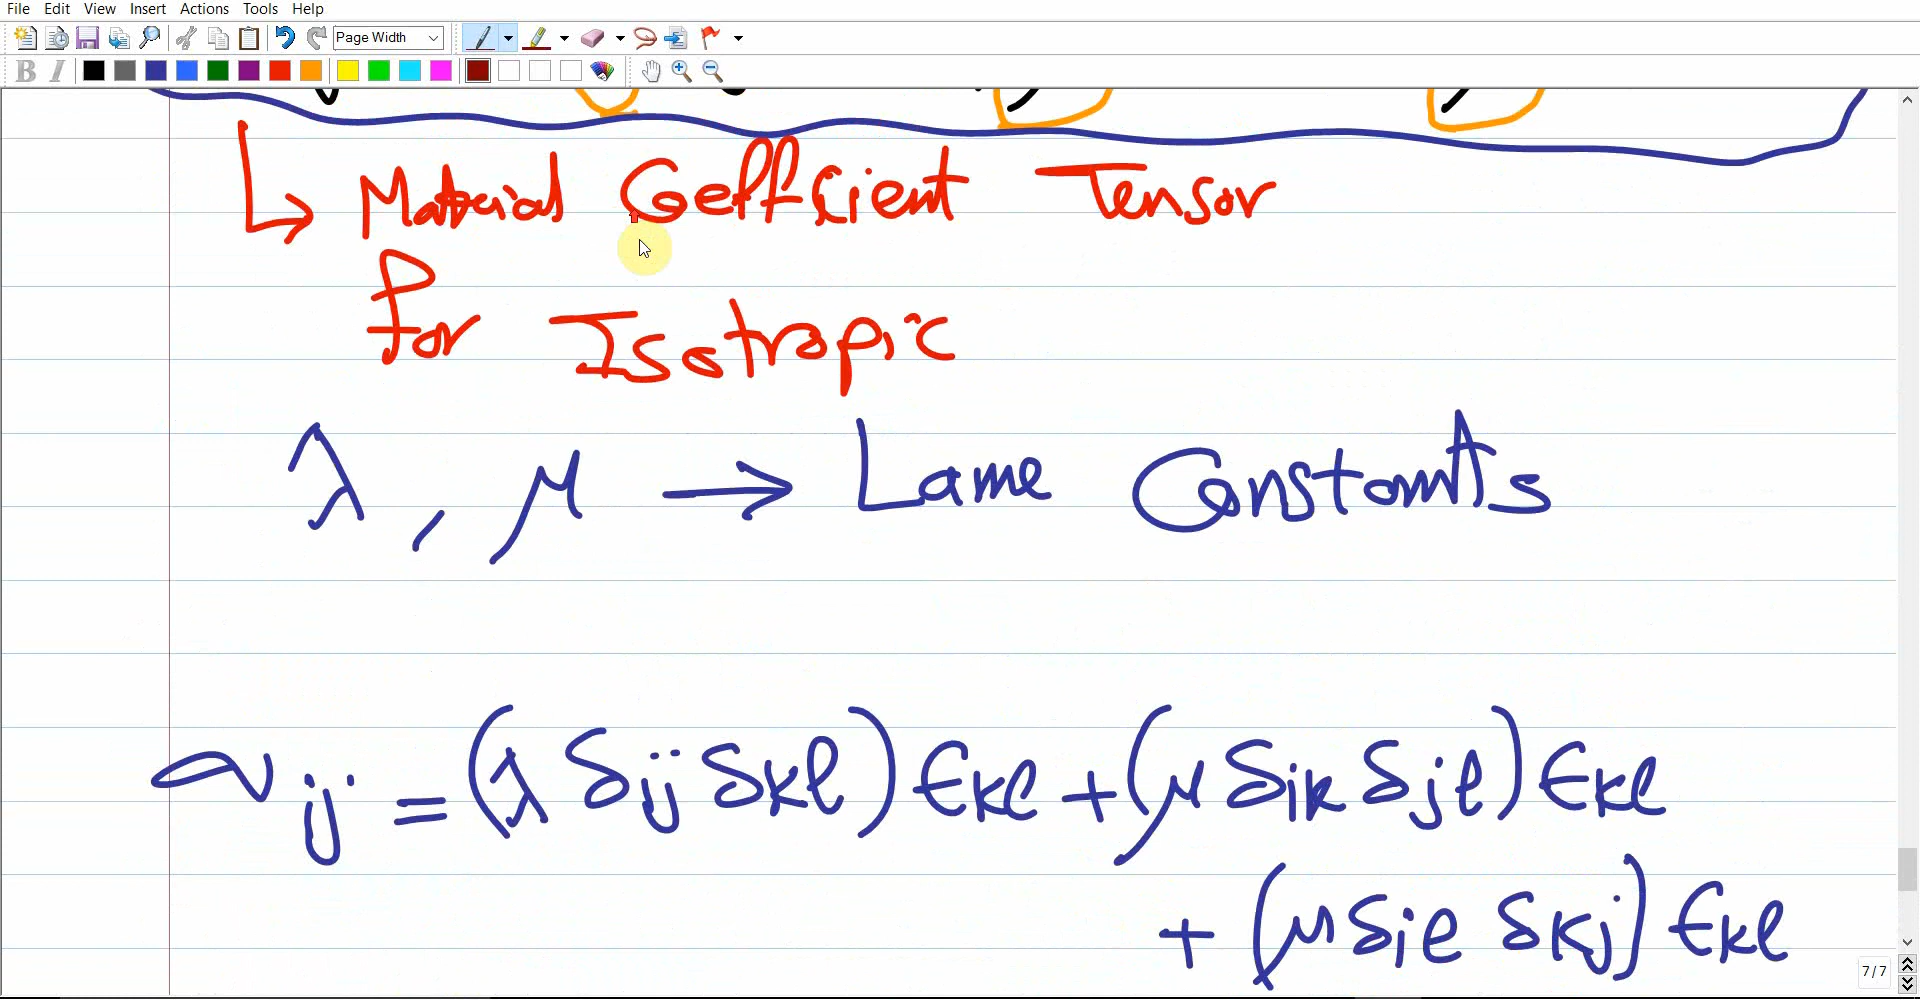 File Edit View Insert Actions Tools Help
Page Width
Material Coefficient Tensor
for Isotropic
λ , μ → Lame Constants
σij = (λ δij δkl) ϵkl + (μ δik δjl) ϵkl
+ (μ δil δkj) ϵkl
7/7